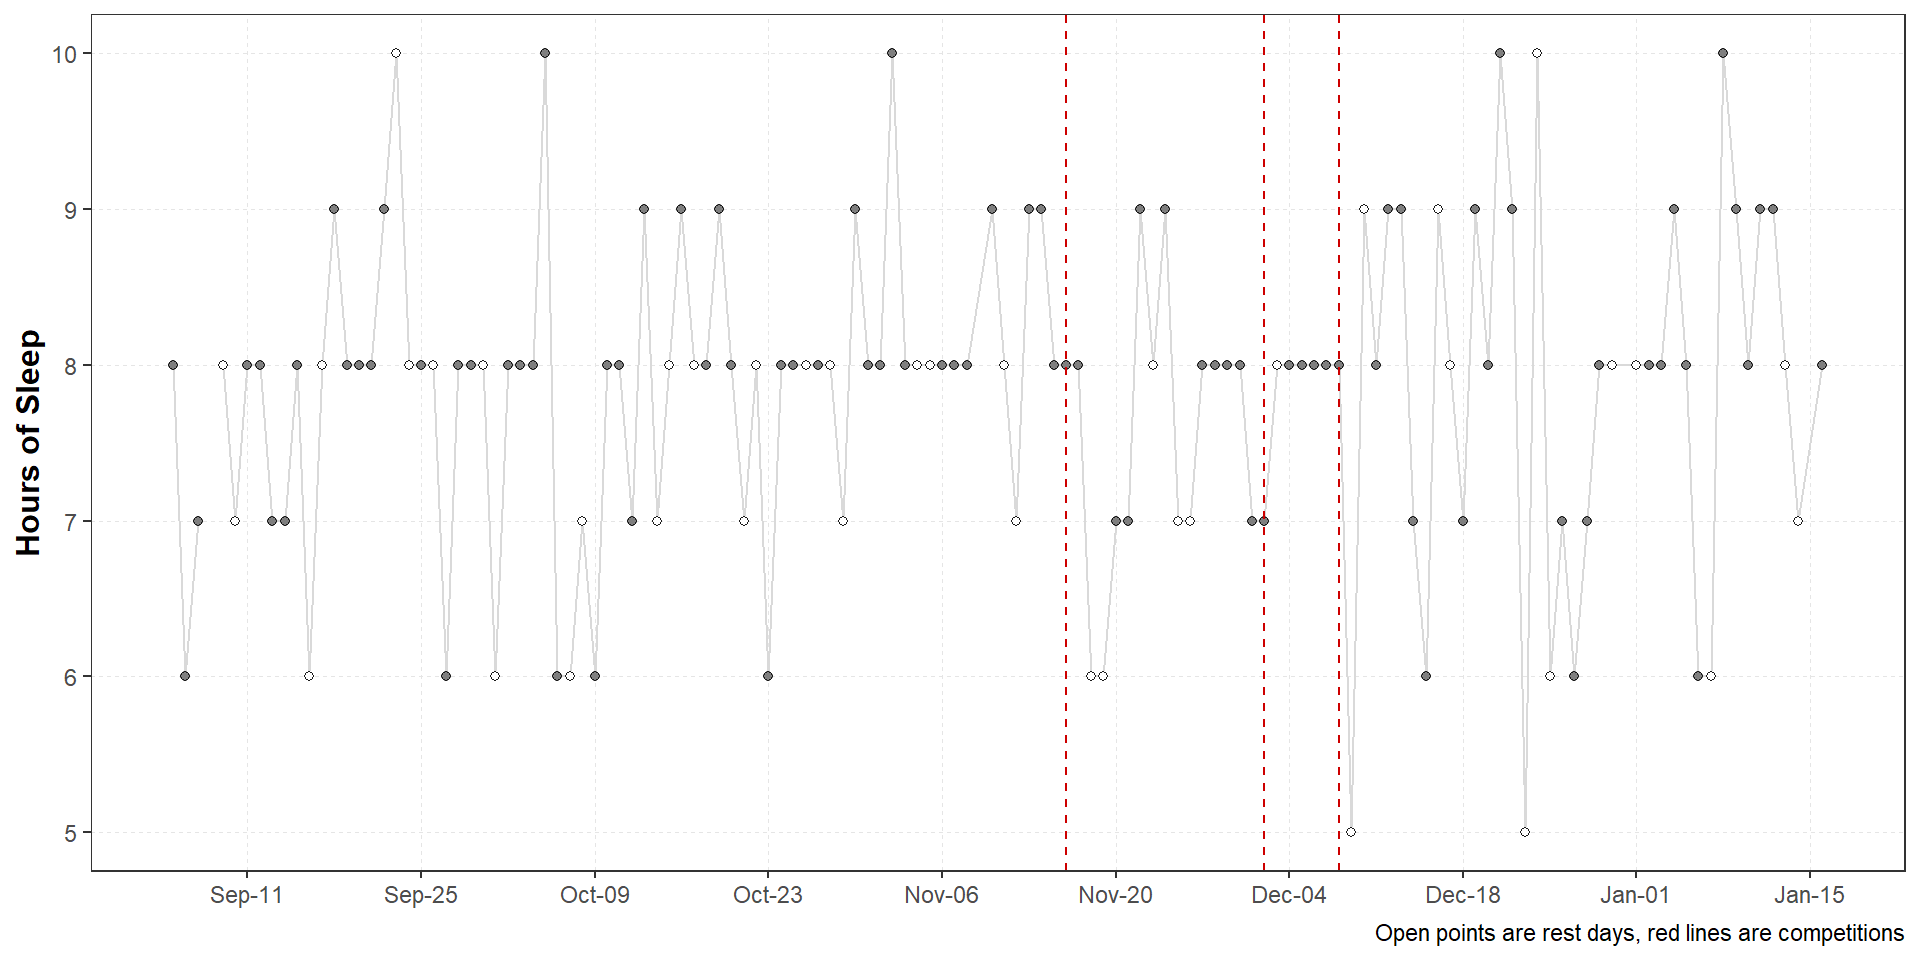 Hours of Sleep
10
9
8
7
6
5
Sep-11 Sep-25 Oct-09 Oct-23 Nov-06 Nov-20 Dec-04 Dec-18 Jan-01 Jan-15
Open points are rest days, red lines are competitions